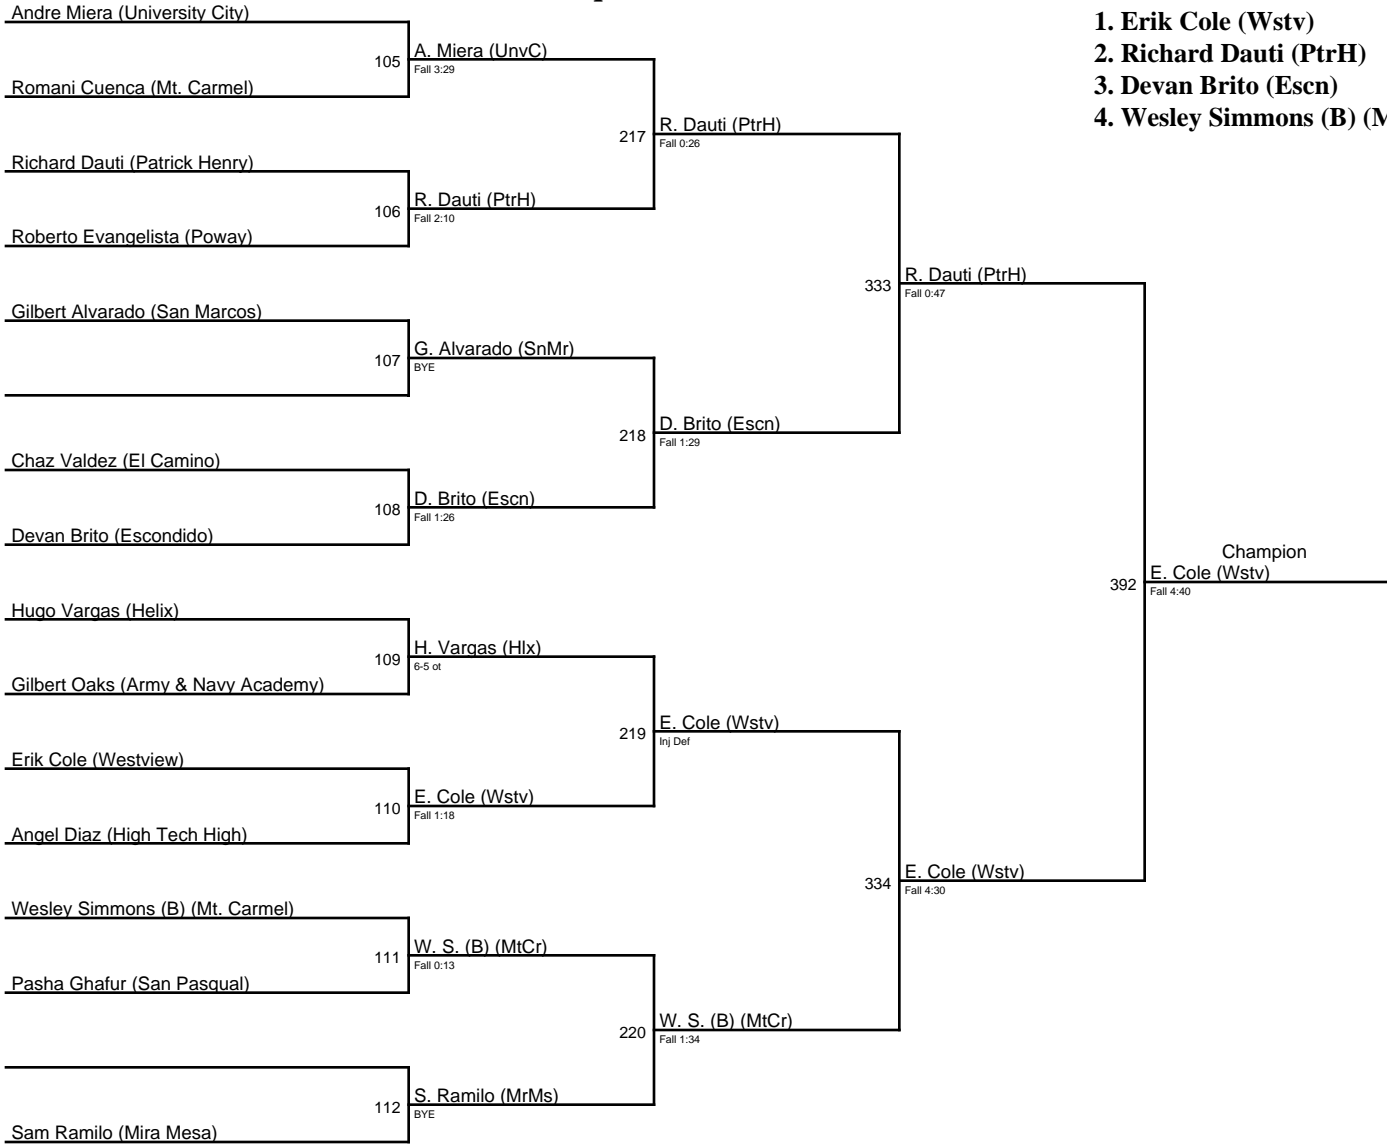 Andre Miera (University City)
105
A. Miera (UnvC)
Fall 3:29
Romani Cuenca (Mt. Carmel)
217
R. Dauti (PtrH)
Fall 0:26
Richard Dauti (Patrick Henry)
106
R. Dauti (PtrH)
Fall 2:10
Roberto Evangelista (Poway)
333
R. Dauti (PtrH)
Fall 0:47
Gilbert Alvarado (San Marcos)
107
G. Alvarado (SnMr)
BYE
218
D. Brito (Escn)
Fall 1:29
Chaz Valdez (El Camino)
108
D. Brito (Escn)
Fall 1:26
Devan Brito (Escondido)
Champion
392
E. Cole (Wstv)
Fall 4:40
Hugo Vargas (Helix)
109
H. Vargas (Hlx)
6-5 ot
Gilbert Oaks (Army & Navy Academy)
219
E. Cole (Wstv)
Inj Def
Erik Cole (Westview)
110
E. Cole (Wstv)
Fall 1:18
Angel Diaz (High Tech High)
334
E. Cole (Wstv)
Fall 4:30
Wesley Simmons (B) (Mt. Carmel)
111
W. S. (B) (MtCr)
Fall 0:13
Pasha Ghafur (San Pasqual)
220
W. S. (B) (MtCr)
Fall 1:34
112
S. Ramilo (MrMs)
BYE
Sam Ramilo (Mira Mesa)
1. Erik Cole (Wstv)
2. Richard Dauti (PtrH)
3. Devan Brito (Escn)
4. Wesley Simmons (B) (M